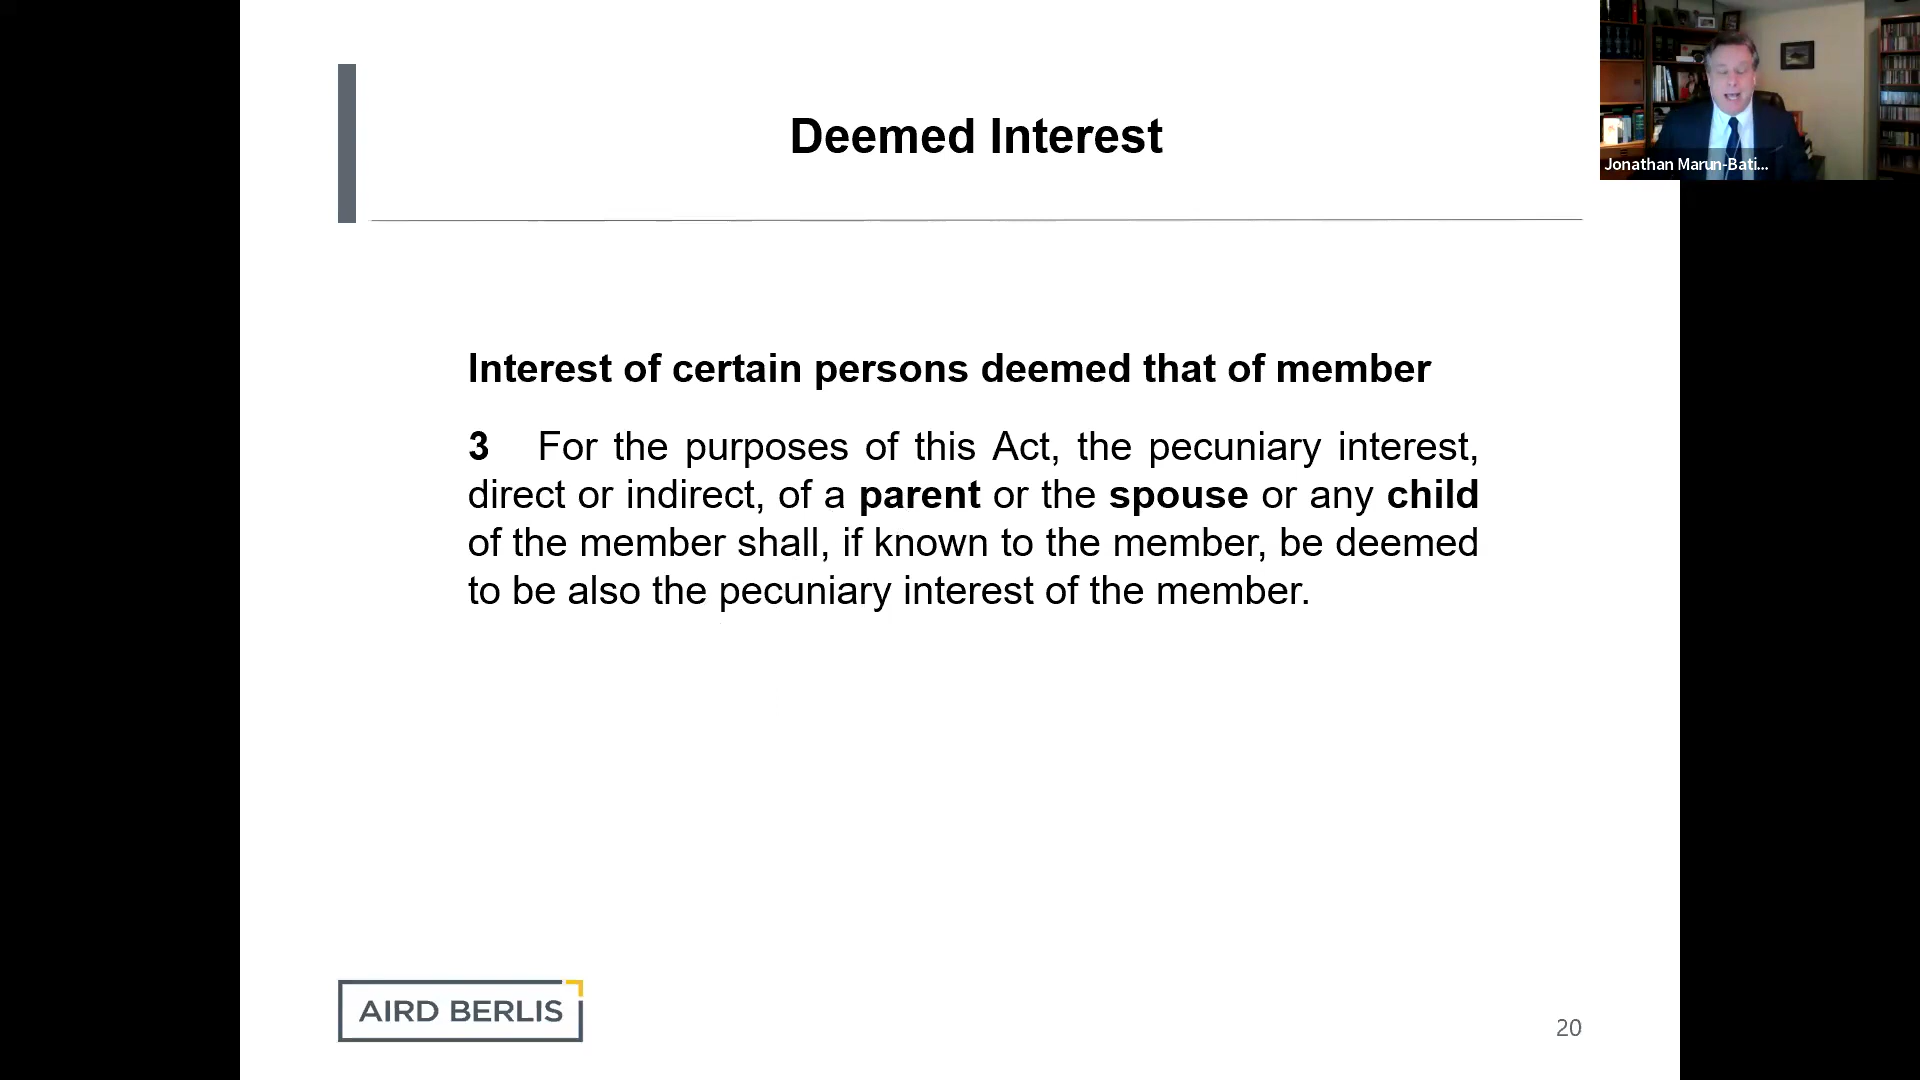 Deemed Interest
Jonathan Marun-Bati...
Interest of certain persons deemed that of member
3 For the purposes of this Act, the pecuniary interest,
direct or indirect, of a parent or the spouse or any child
of the member shall, if known to the member, be deemed
to be also the pecuniary interest of the member.
AIRD BERLIS
20